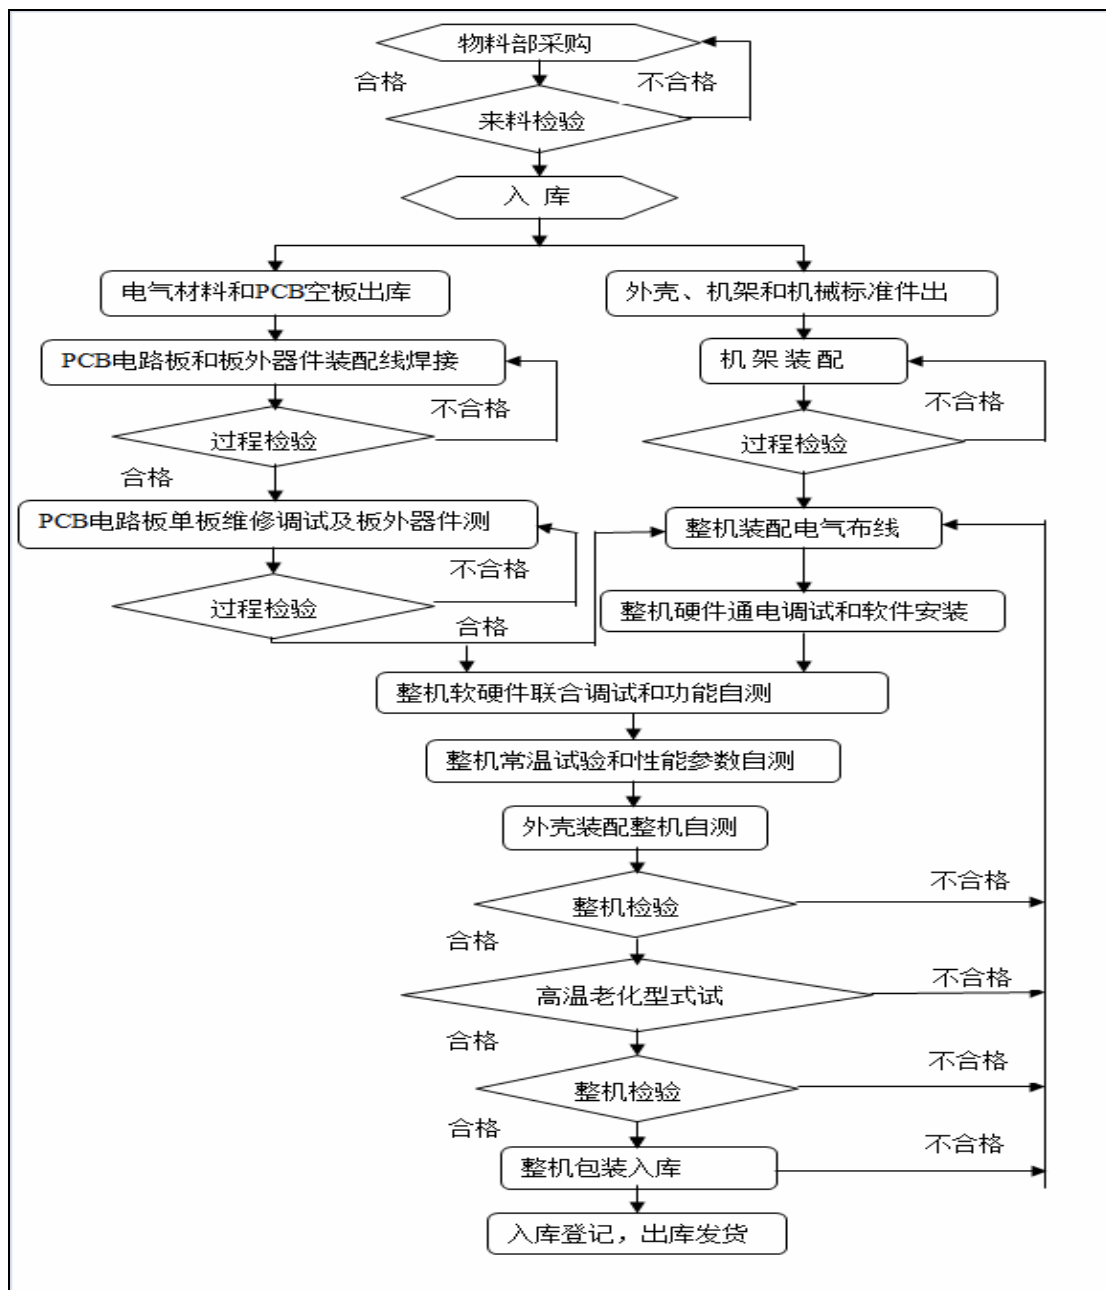 物料部采购
合格
不合格
来料检验
入 库
电气材料和PCB空板出库
外壳、机架和机械标准件出
PCB电路板和板外器件装配线焊接
机 架 装 配
不合格
不合格
过程检验
过程检验
合格
PCB电路板单板维修调试及板外器件测
整机装配电气布线
不合格
过程检验
合格
整机硬件通电调试和软件安装
整机软硬件联合调试和功能自测
整机常温试验和性能参数自测
外壳装配整机自测
不合格
整机检验
合格
不合格
高温老化型式试
合格
不合格
整机检验
合格
不合格
整机包装入库
入库登记，出库发货